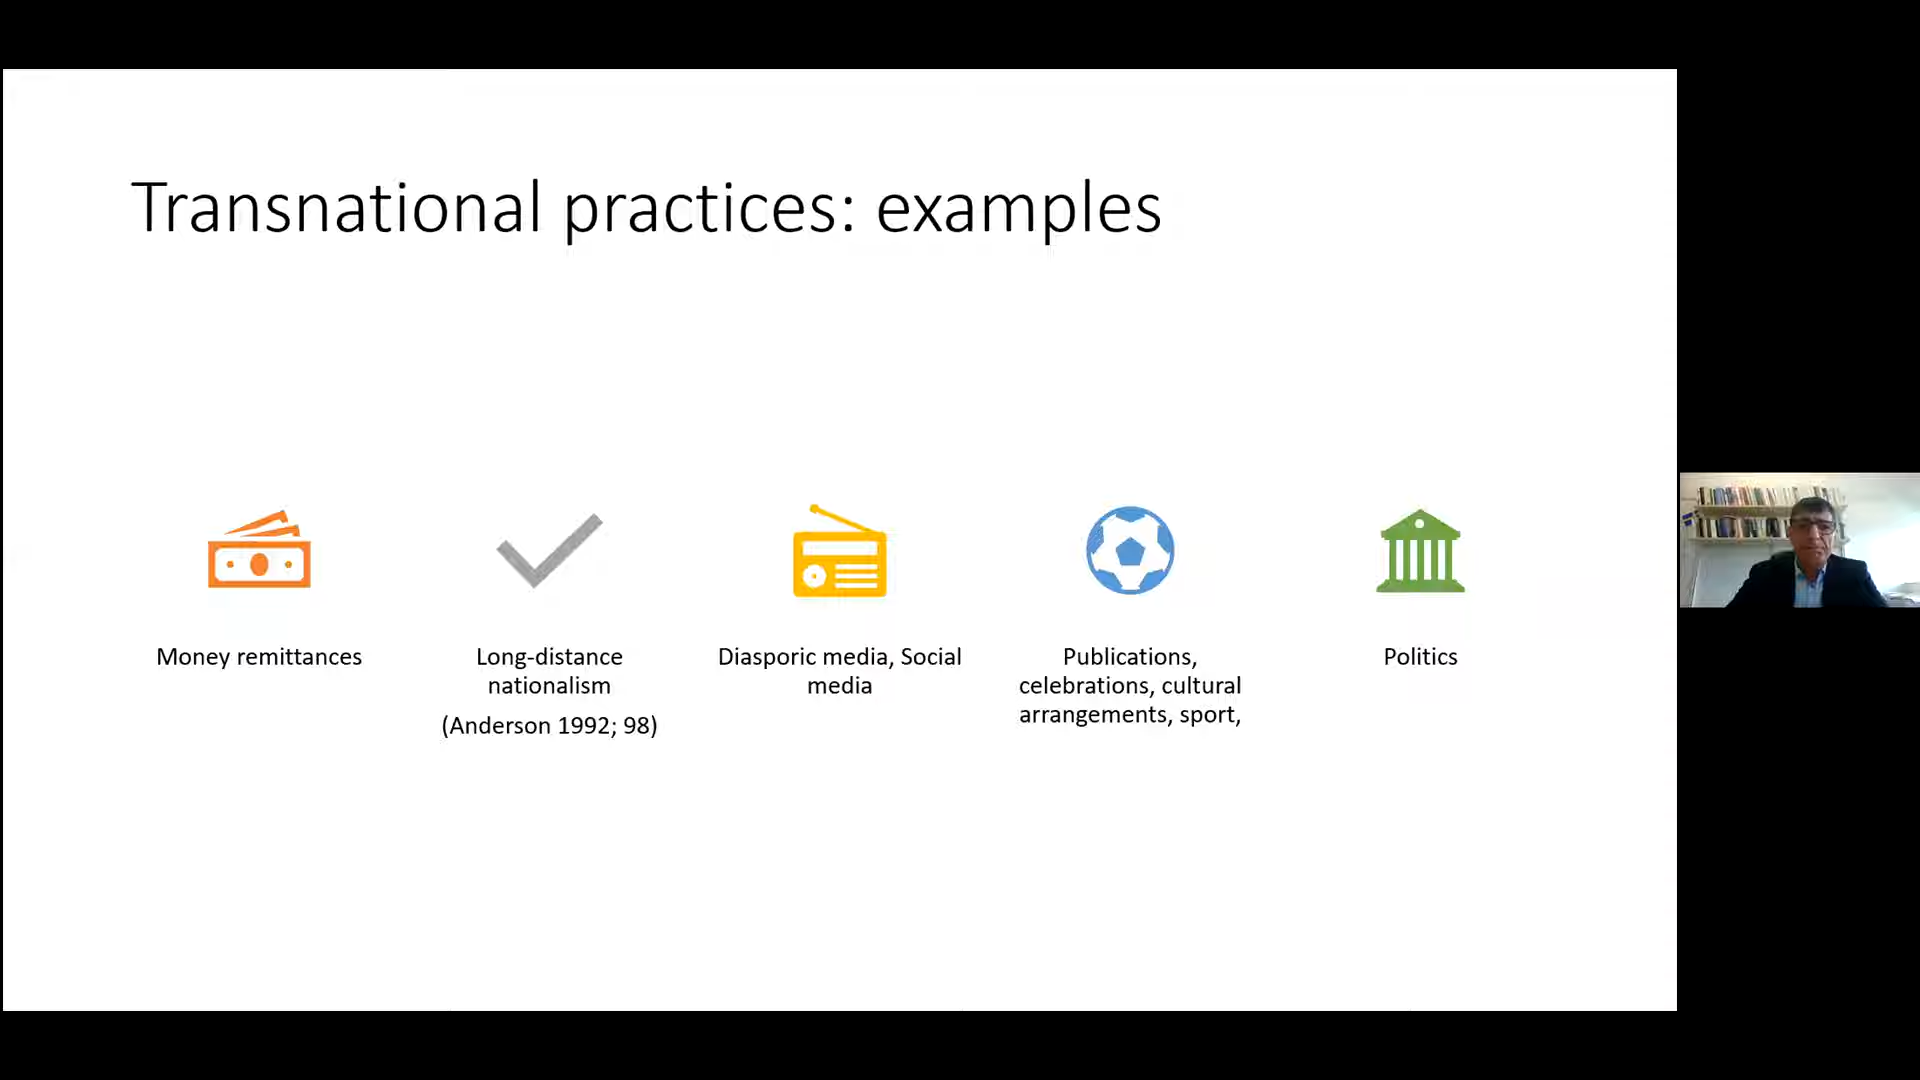 Transnational practices: examples
Money remittances
Long-distance
nationalism
(Anderson 1992; 98)
Diasporic media, Social
media
Publications,
celebrations, cultural
arrangements, sport,
Politics